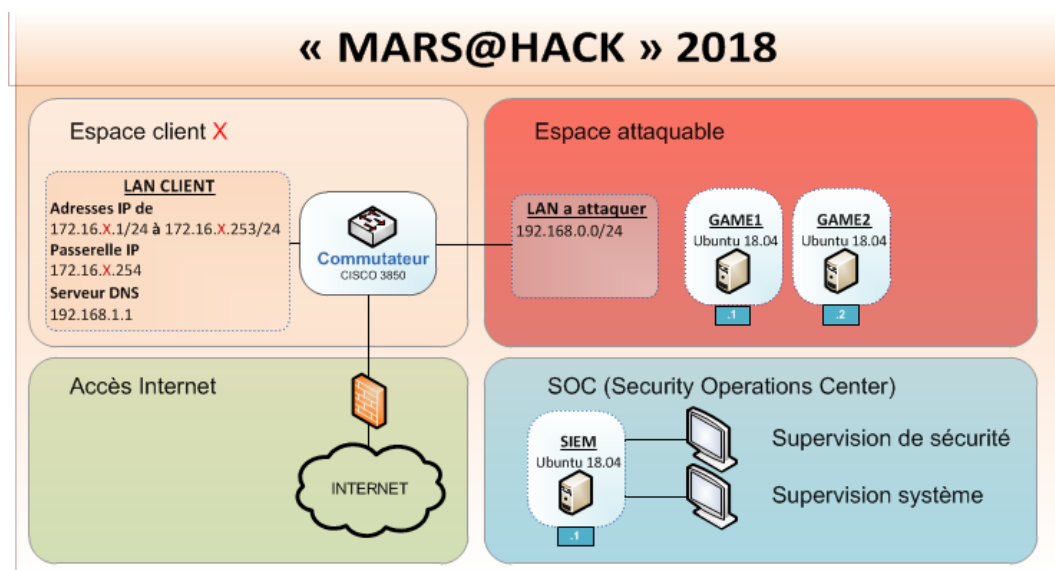 « MARS@HACK » 2018
Espace client X
LAN CLIENT
Adresses IP de
172.16.X.1/24 à 172.16.X.253/24
Passerelle IP
172.16.X.254
Serveur DNS
192.168.1.1
Commutateur
CISCO 3850
Espace attaquable
LAN a attaquer
192.168.0.0/24
GAME1
Ubuntu 18.04
.1
GAME2
Ubuntu 18.04
.2
Accès Internet
INTERNET
SOC (Security Operations Center)
SIEM
Ubuntu 18.04
.1
Supervision de sécurité
Supervision système